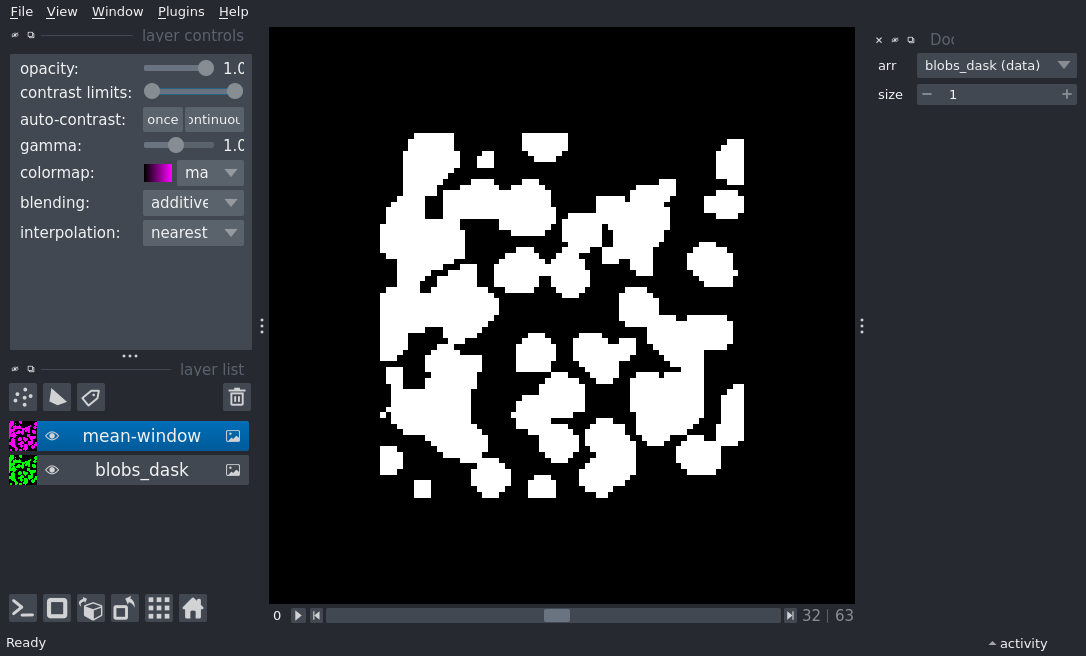 File View Window Plugins Help
layer controls
opacity: 1.0
contrast limits:
auto-contrast: once ontinuou
gamma: 1.0
colormap: ma
blending: additive
interpolation: nearest
layer list
mean-window
blobs_dask
0 32 | 63
Ready
arr blobs_dask (data)
size 1
activity